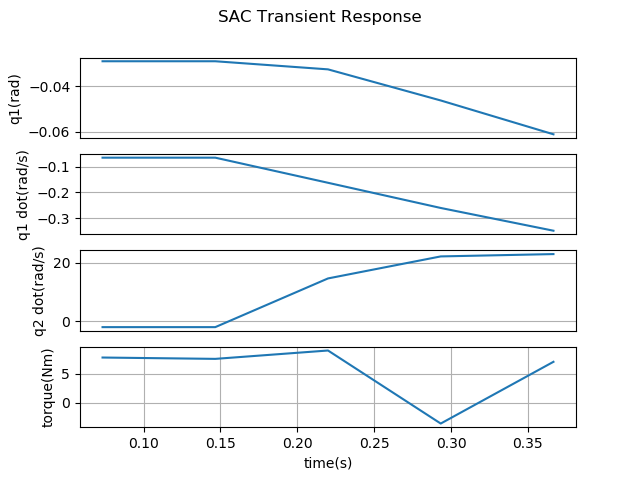 SAC Transient Response
q1(rad)
−0.04
−0.06
q1 dot(rad/s)
−0.1
−0.2
−0.3
q2 dot(rad/s)
20
0
torque(Nm)
5
0
0.10 0.15 0.20 0.25 0.30 0.35
time(s)